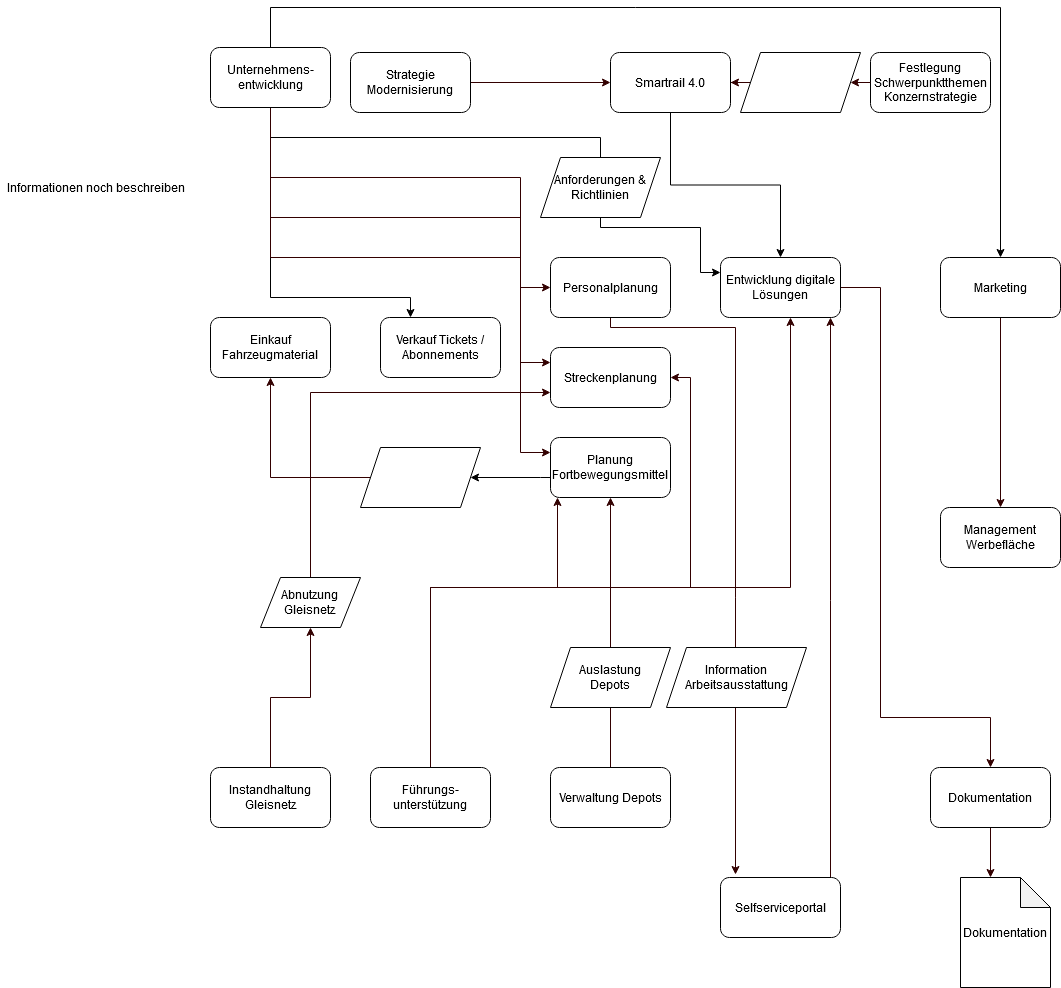 Unternehmens-
entwicklung
Strategie
Modernisierung
Smartrail 4.0
Festlegung
Schwerpunktthemen
Konzernstrategie
Informationen noch beschreiben
Anforderungen &
Richtlinien
Personalplanung
Entwicklung digitale
Lösungen
Marketing
Einkauf
Fahrzeugmaterial
Verkauf Tickets /
Abonnements
Streckenplanung
Planung
Fortbewegungsmittel
Management
Werbefläche
Abnutzung
Gleisnetz
Auslastung
Depots
Information
Arbeitsausstattung
Instandhaltung
Gleisnetz
Führungs-
unterstützung
Verwaltung Depots
Dokumentation
Selfserviceportal
Dokumentation